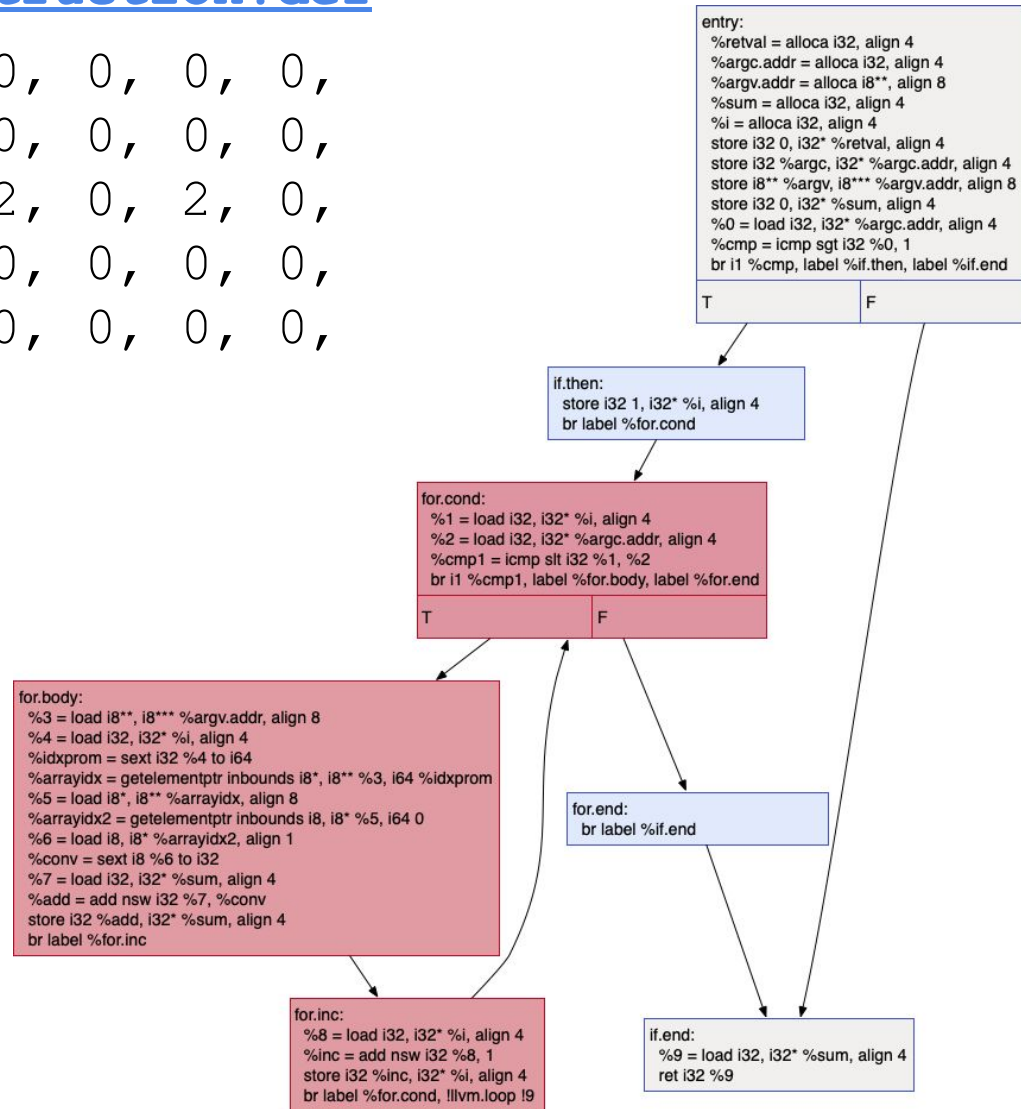 0, 0, 0, 0,
0, 0, 0, 0,
2, 0, 2, 0,
0, 0, 0, 0,
0, 0, 0, 0,
entry:
%retval = alloca i32, align 4
%argc.addr = alloca i32, align 4
%argv.addr = alloca i8**, align 8
%sum = alloca i32, align 4
%i = alloca i32, align 4
store i32 0, i32* %retval, align 4
store i32 %argc, i32* %argc.addr, align 4
store i8** %argv, i8*** %argv.addr, align 8
store i32 0, i32* %sum, align 4
%0 = load i32, i32* %argc.addr, align 4
%cmp = icmp sgt i32 %0, 1
br i1 %cmp, label %if.then, label %if.end
T F
if.then:
store i32 1, i32* %i, align 4
br label %for.cond
for.cond:
%1 = load i32, i32* %i, align 4
%2 = load i32, i32* %argc.addr, align 4
%cmp1 = icmp slt i32 %1, %2
br i1 %cmp1, label %for.body, label %for.end
T F
for.body:
%3 = load i8**, i8*** %argv.addr, align 8
%4 = load i32, i32* %i, align 4
%idxprom = sext i32 %4 to i64
%arrayidx = getelementptr inbounds i8*, i8** %3, i64 %idxprom
%5 = load i8*, i8** %arrayidx, align 8
%arrayidx2 = getelementptr inbounds i8, i8* %5, i64 0
%6 = load i8, i8* %arrayidx2, align 1
%conv = sext i8 %6 to i32
%7 = load i32, i32* %sum, align 4
%add = add nsw i32 %7, %conv
store i32 %add, i32* %sum, align 4
br label %for.inc
for.end:
br label %if.end
for.inc:
%8 = load i32, i32* %i, align 4
%inc = add nsw i32 %8, 1
store i32 %inc, i32* %i, align 4
br label %for.cond, !llvm.loop !9
if.end:
%9 = load i32, i32* %sum, align 4
ret i32 %9